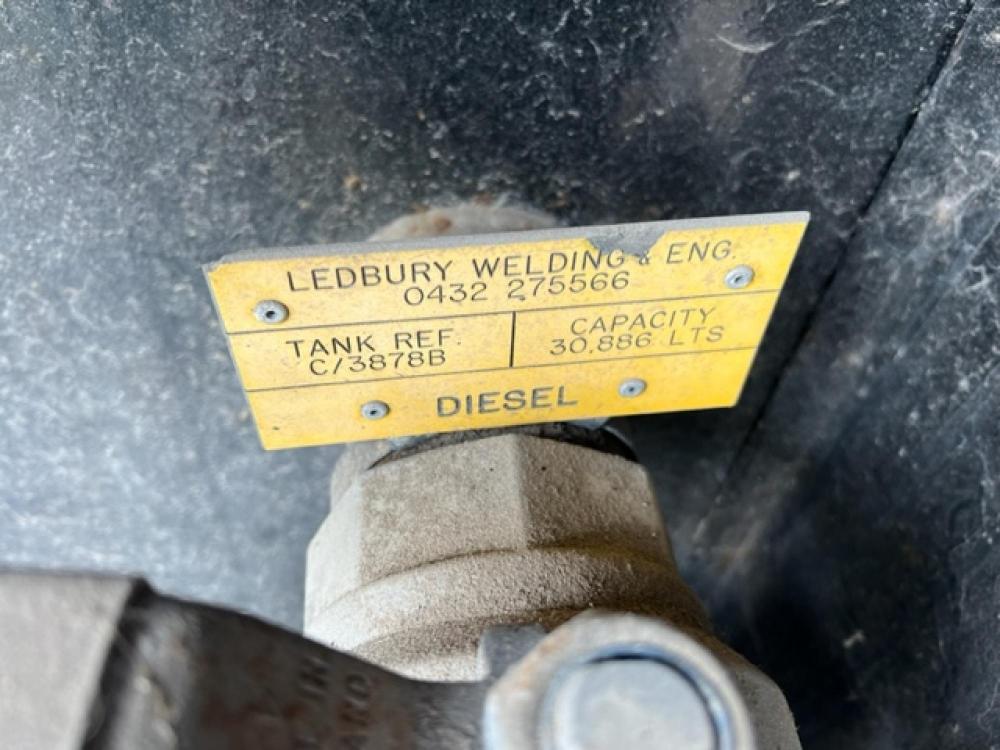 LEDBURY WELDING & ENG.
0432 275566
TANK REF.
C/3878B
CAPACITY
30,886 LTS
DIESEL